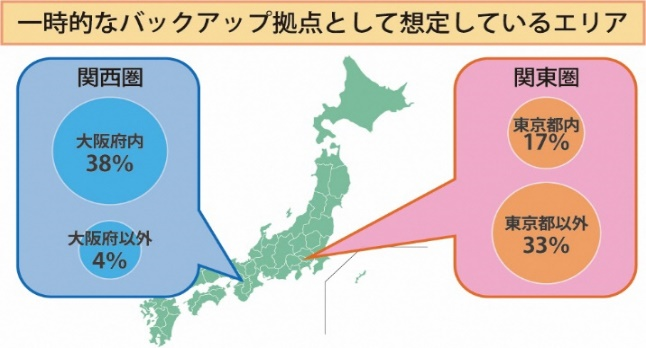 一時的なバックアップ拠点として想定しているエリア
関西圏
大阪府内
38%
大阪府以外
4%
関東圏
東京都内
17%
東京都以外
33%